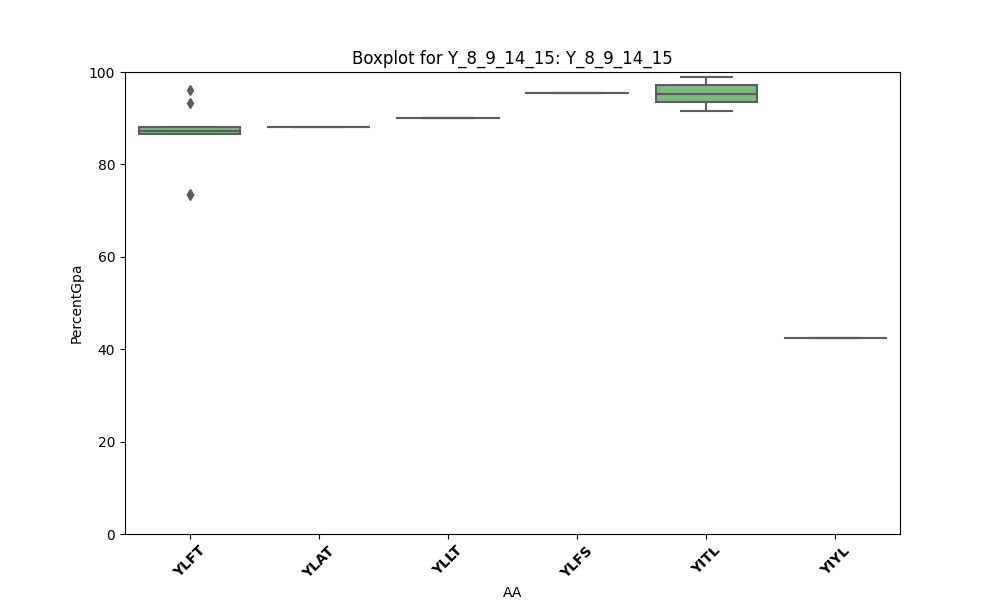 Boxplot for Y_8_9_14_15: Y_8_9_14_15
100
80
60
40
20
0
PercentGpa
YLFT
YLAT
YLLT
YLFS
YITL
YIYL
AA